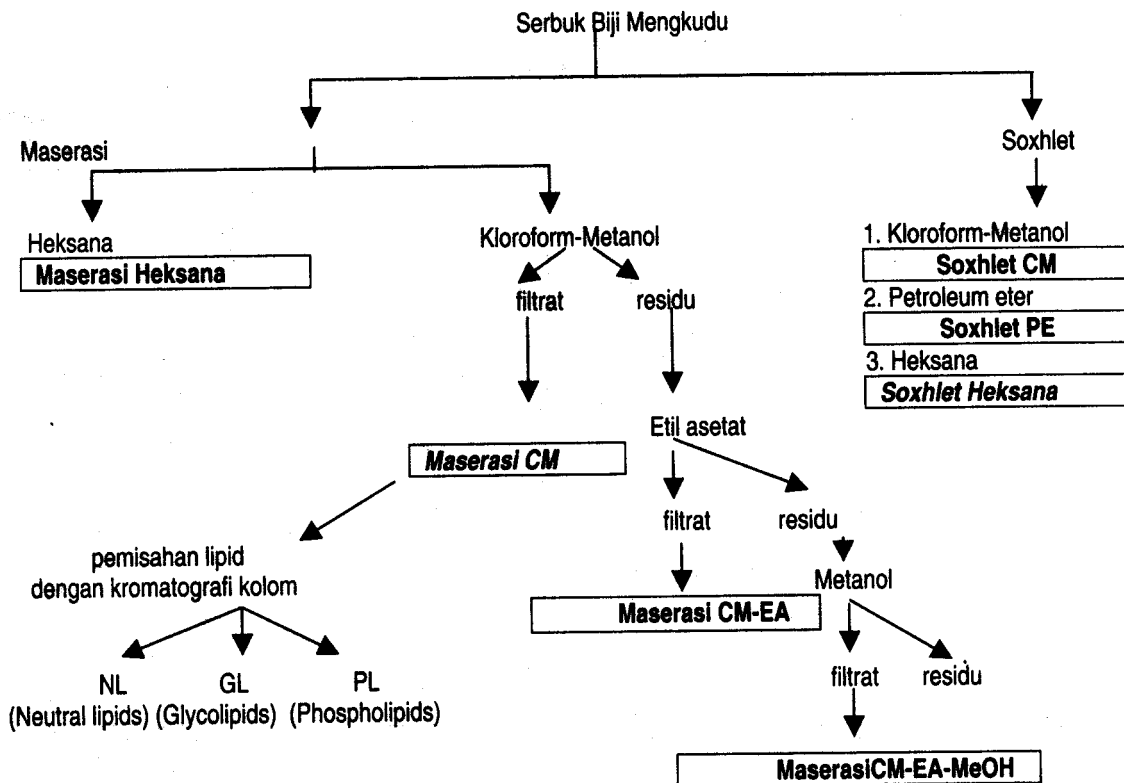 Serbuk Biji Mengkudu
Maserasi
Soxhlet
Heksana
Maserasi Heksana
Kloroform-Metanol
1. Kloroform-Metanol
Soxhlet CM
2. Petroleum eter
Soxhlet PE
3. Heksana
Soxhlet Heksana
filtrat
residu
Etil asetat
Maserasi CM
filtrat
residu
pemisahan lipid
dengan kromatografi kolom
Metanol
Maserasi CM-EA
NL
GL
PL
(Neutral lipids) (Glycolipids) (Phospholipids)
filtrat
residu
MaserasiCM-EA-MeOH